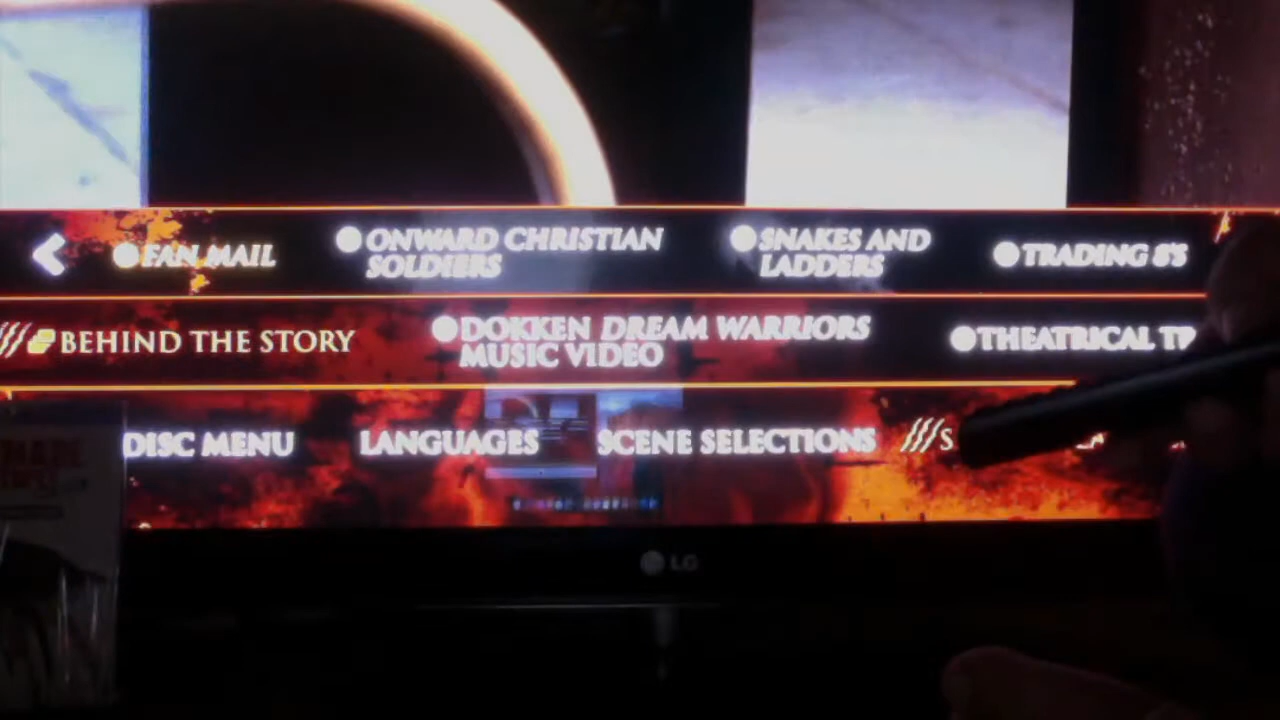 FAN MAIL
ONWARD CHRISTIAN
SOLDIERS
SNAKES AND
LADDERS
TRADING 8'S
BEHIND THE STORY
DOKKEN DREAM WARRIORS
MUSIC VIDEO
THEATRICAL
DISC MENU
LANGUAGES
SCENE SELECTIONS
LG